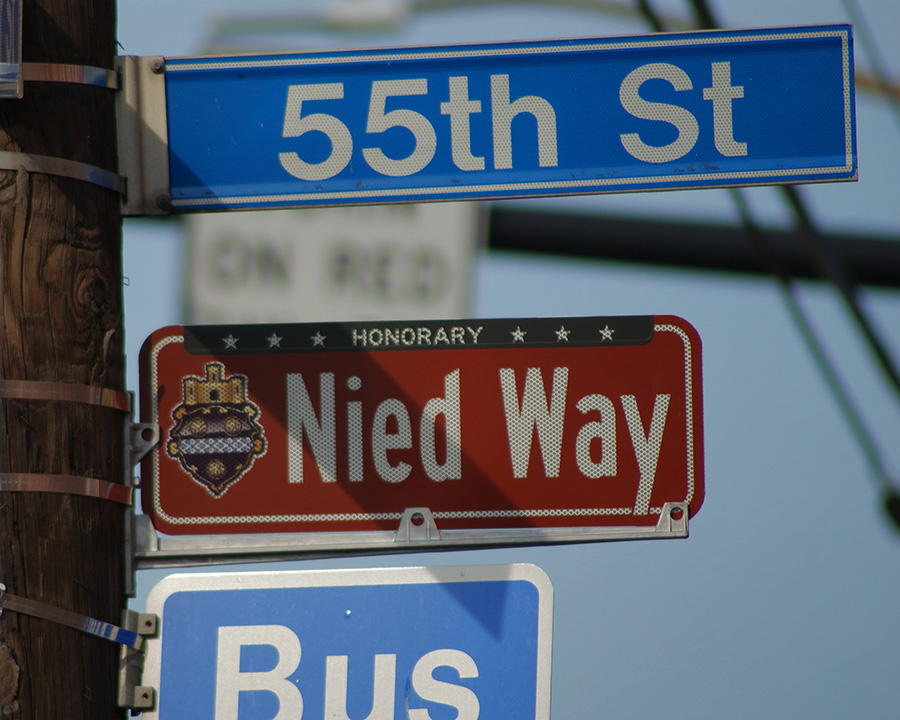 55th St
ON RED
HONORARY
Nied Way
Bus